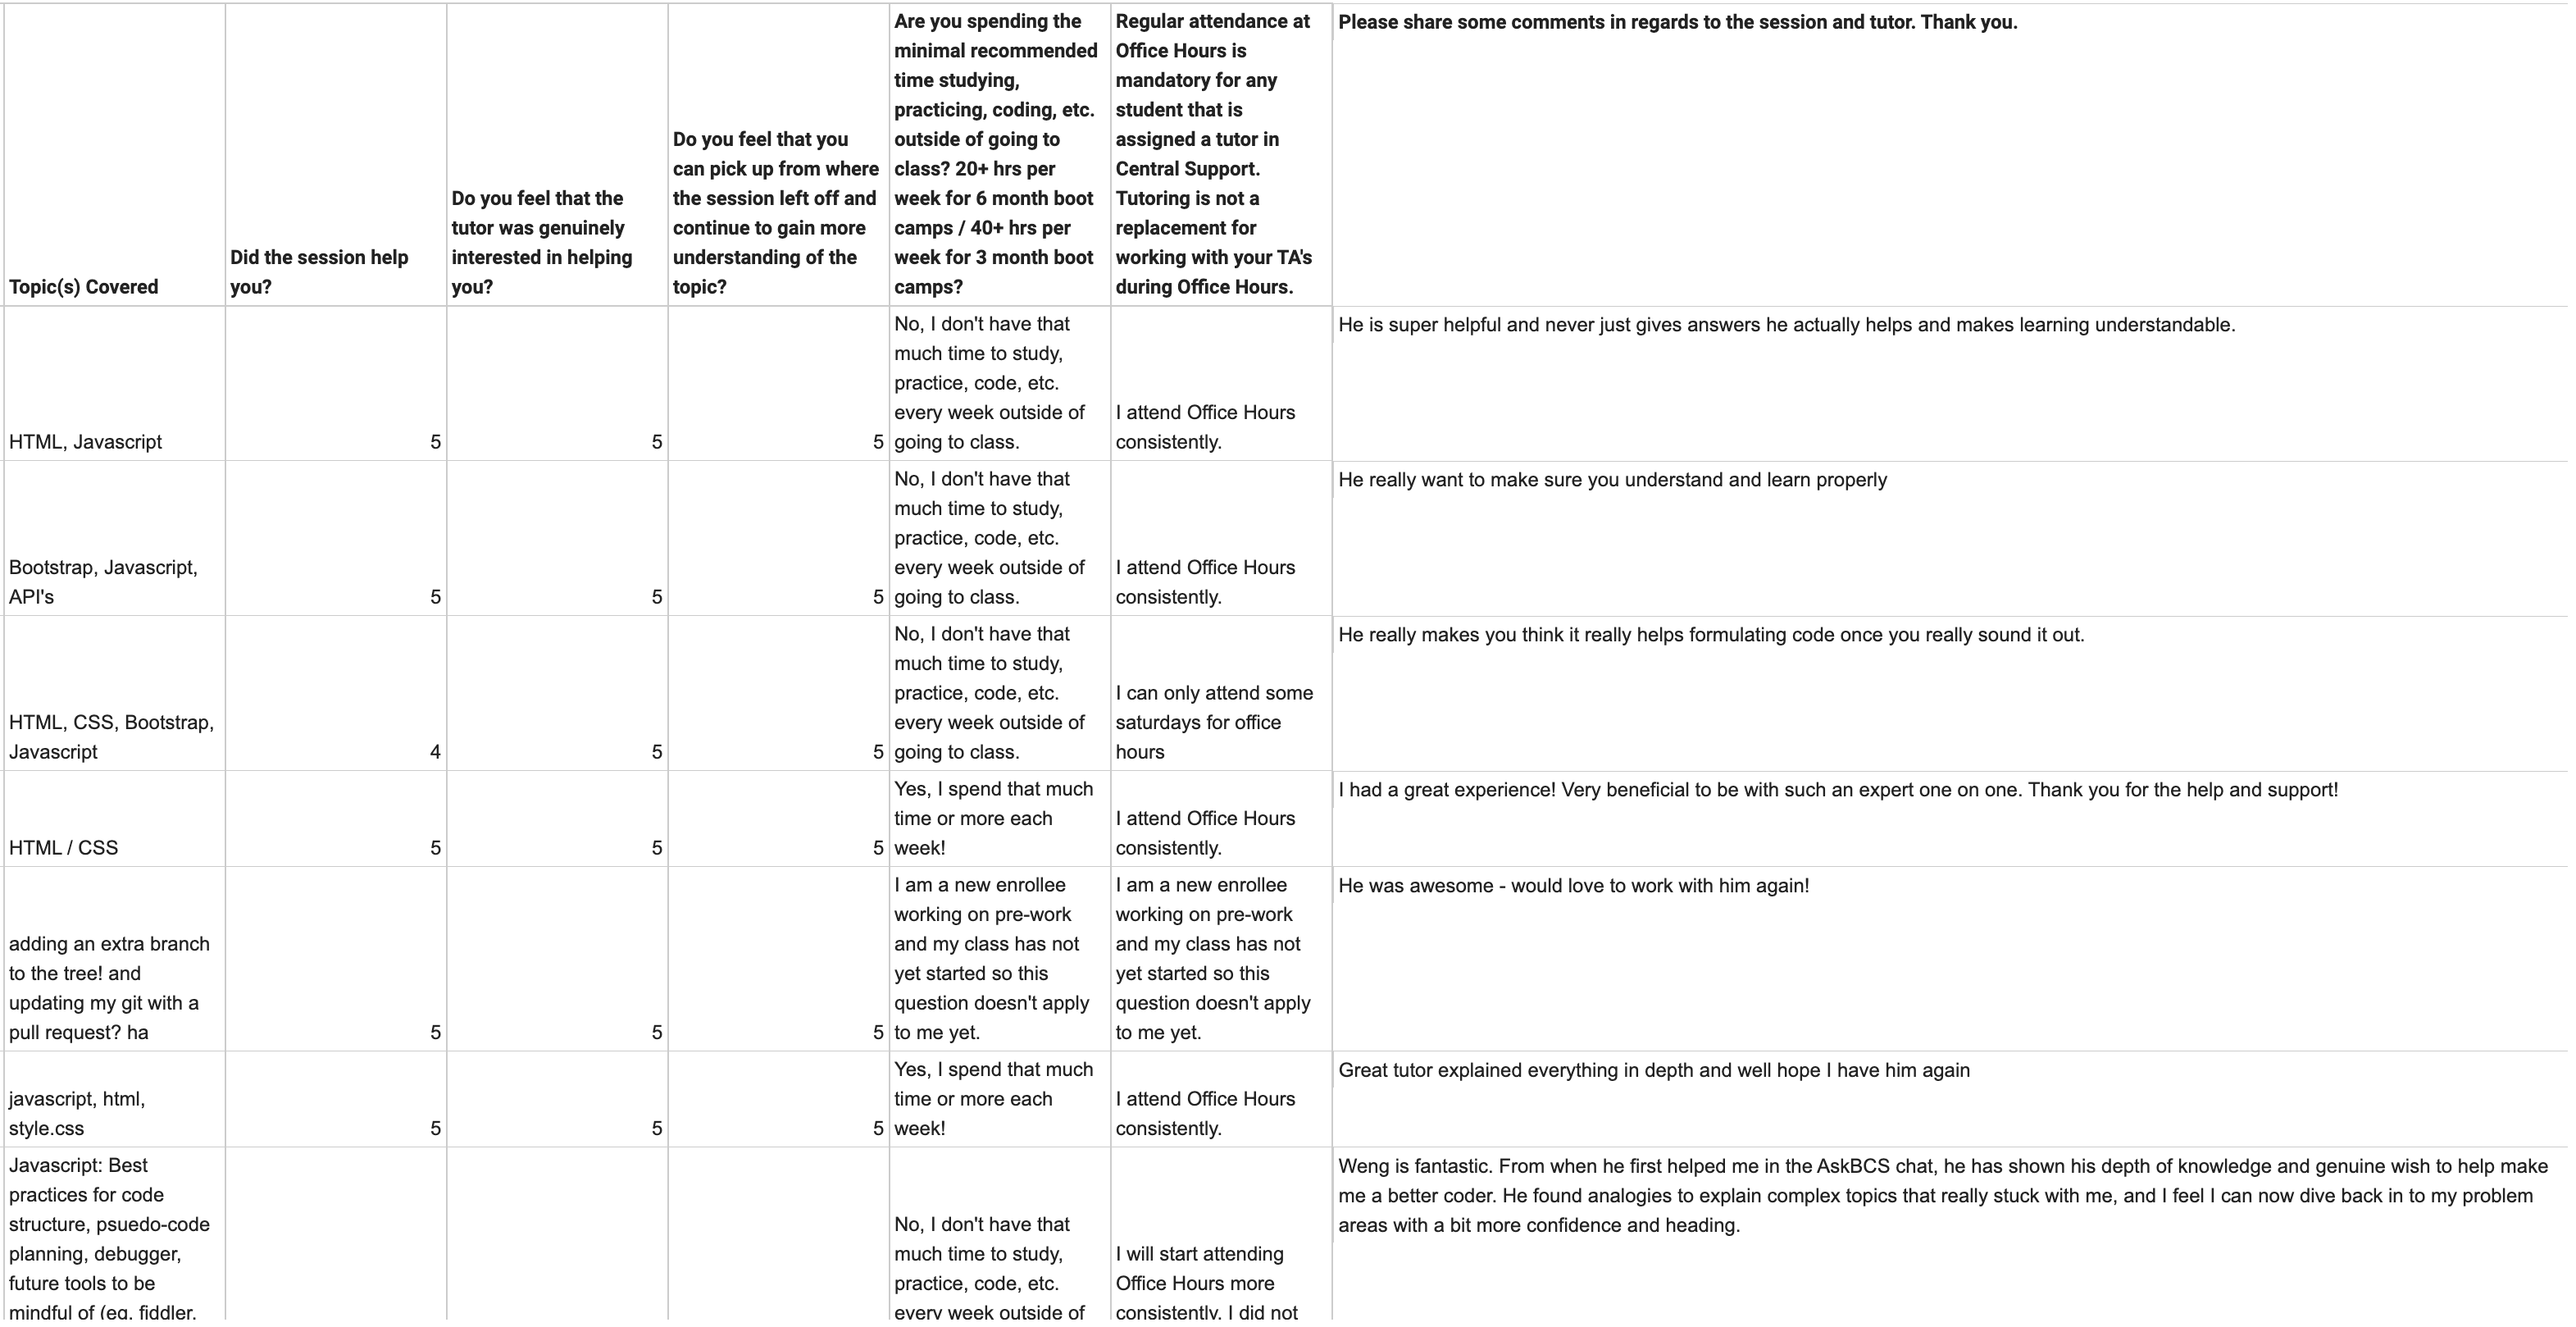 Topic(s) Covered
Did the session help
you?
Do you feel that the
tutor was genuinely
interested in helping
you?
Do you feel that you
can pick up from where
the session left off and
continue to gain more
understanding of the
topic?
Are you spending the
minimal recommended
time studying,
practicing, coding, etc.
outside of going to
class? 20+ hrs per
week for 6 month boot
camps / 40+ hrs per
week for 3 month boot
camps?
Regular attendance at
Office Hours is
mandatory for any
student that is
assigned a tutor in
Central Support.
Tutoring is not a
replacement for
working with your TA's
during Office Hours.
Please share some comments in regards to the session and tutor. Thank you.
HTML, Javascript
5
5
5
No, I don't have that
much time to study,
practice, code, etc.
every week outside of
going to class.
I attend Office Hours
consistently.
He is super helpful and never just gives answers he actually helps and makes learning understandable.
Bootstrap, Javascript,
API's
5
5
5
No, I don't have that
much time to study,
practice, code, etc.
every week outside of
going to class.
I attend Office Hours
consistently.
He really want to make sure you understand and learn properly
HTML, CSS, Bootstrap,
Javascript
4
5
5
No, I don't have that
much time to study,
practice, code, etc.
every week outside of
going to class.
I can only attend some
saturdays for office
hours
He really makes you think it really helps formulating code once you really sound it out.
HTML / CSS
5
5
5
Yes, I spend that much
time or more each
week!
I attend Office Hours
consistently.
I had a great experience! Very beneficial to be with such an expert one on one. Thank you for the help and support!
adding an extra branch
to the tree! and
updating my git with a
pull request? ha
5
5
5
I am a new enrollee
working on pre-work
and my class has not
yet started so this
question doesn't apply
to me yet.
I am a new enrollee
working on pre-work
and my class has not
yet started so this
question doesn't apply
to me yet.
He was awesome - would love to work with him again!
javascript, html,
style.css
5
5
5
Yes, I spend that much
time or more each
week!
I attend Office Hours
consistently.
Great tutor explained everything in depth and well hope I have him again
Javascript: Best
practices for code
structure, psuedo-code
planning, debugger,
future tools to be
mindful of (eg. fiddler,
No, I don't have that
much time to study,
practice, code, etc.
every week outside of
I will start attending
Office Hours more
consistently. I did not
Weng is fantastic. From when he first helped me in the AskBCS chat, he has shown his depth of knowledge and genuine wish to help make
me a better coder. He found analogies to explain complex topics that really stuck with me, and I feel I can now dive back in to my problem
areas with a bit more confidence and heading.